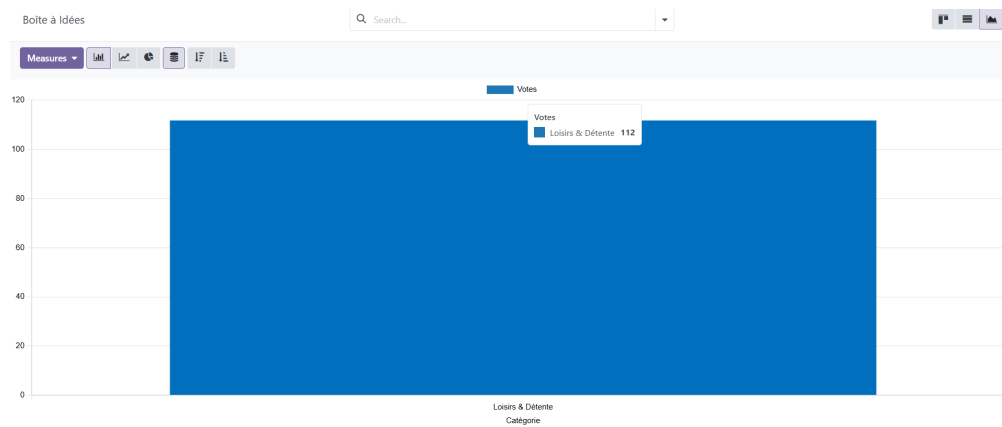 Boîte à Idées
Search...
Measures
Votes
Votes
Loisirs & Détente 112
120
100
80
60
40
20
0
Loisirs & Détente
Catégorie